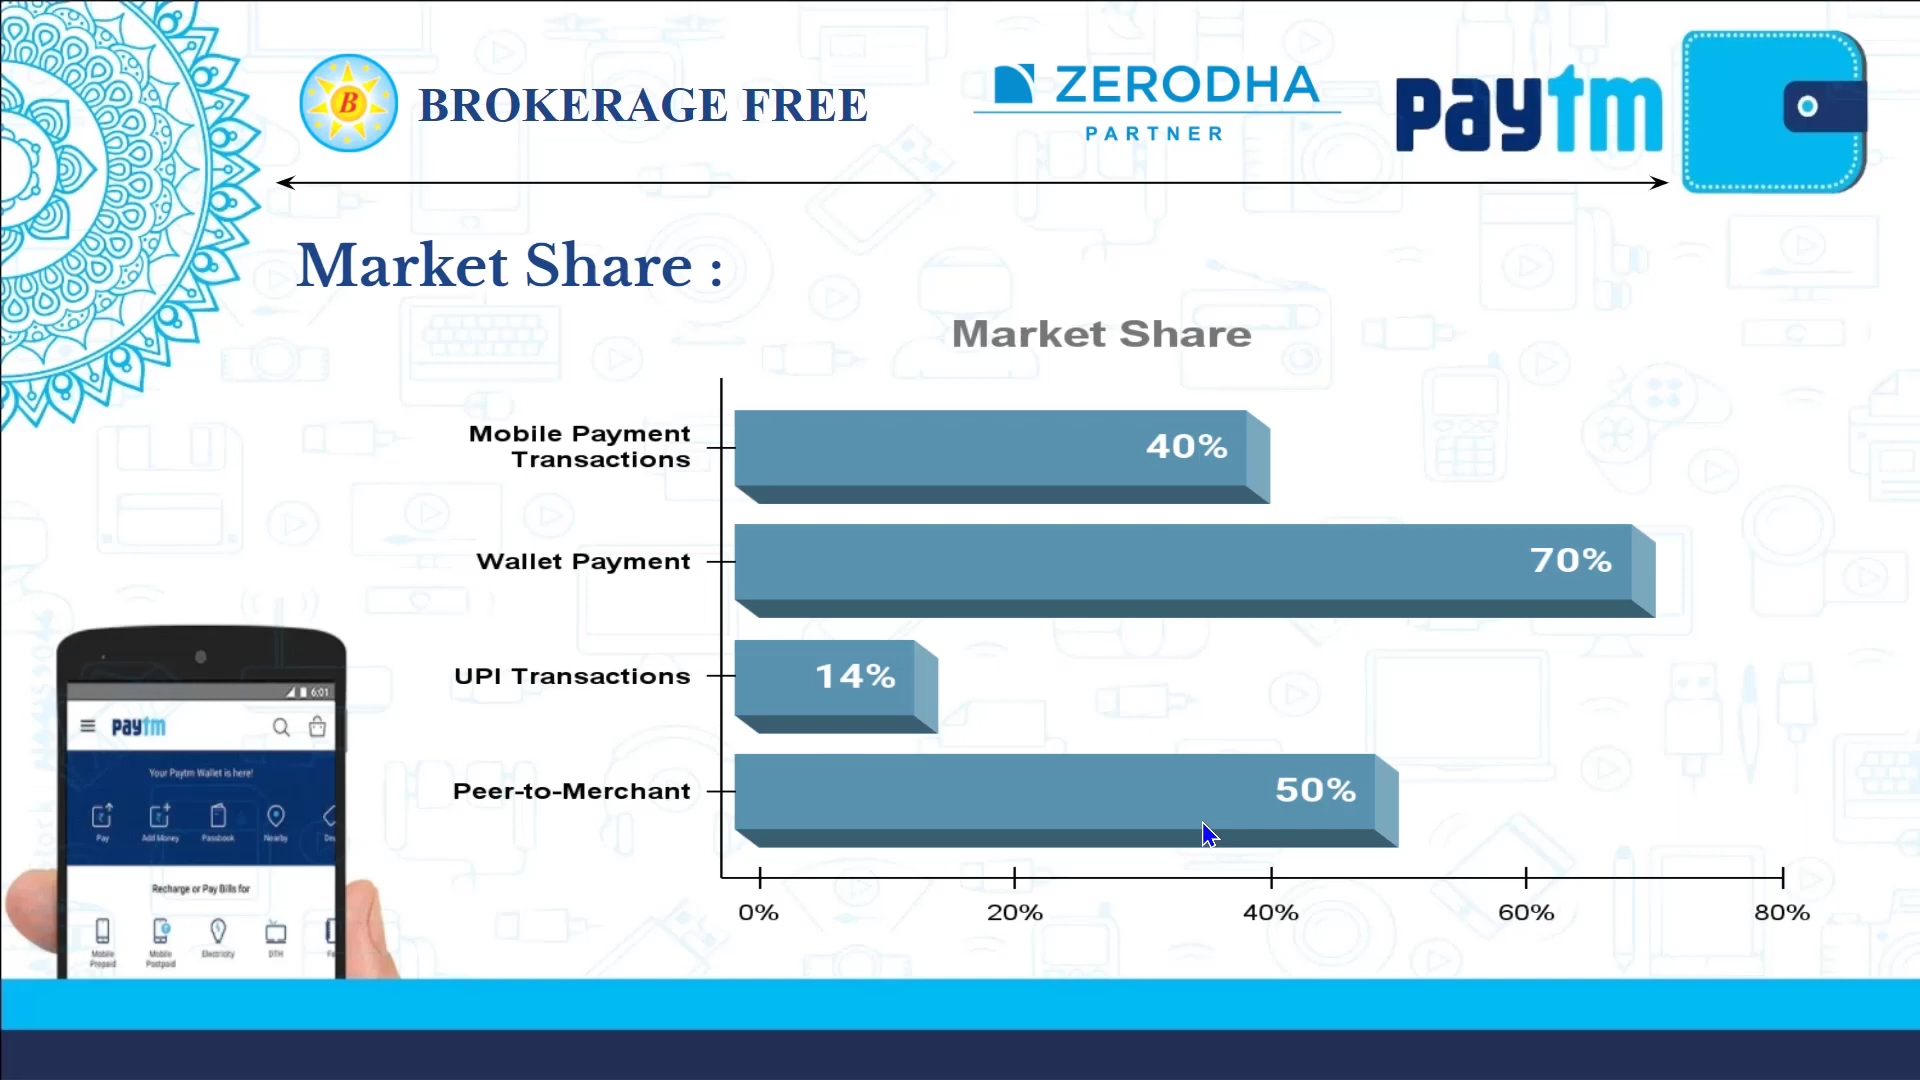 B BROKERAGE FREE
ZERODHA
PARTNER
paytm
Market Share :
Market Share
Mobile Payment
Transactions
40%
Wallet Payment
70%
UPI Transactions
14%
Peer-to-Merchant
50%
0% 20% 40% 60% 80%
6:01
paytm
Your Paytm Wallet is here!
Pay Add Money Passbook Nearby
Recharge or Pay Bills for
Mobile
Prepaid
Mobile
Postpaid
Electricity
DTH